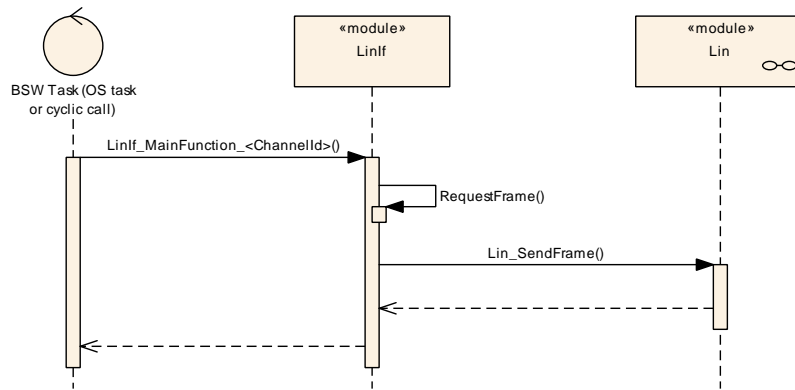 «module»
LinIf
«module»
Lin
BSW Task (OS task
or cyclic call)
LinIf_MainFunction_<ChannelId>()
RequestFrame()
Lin_SendFrame()